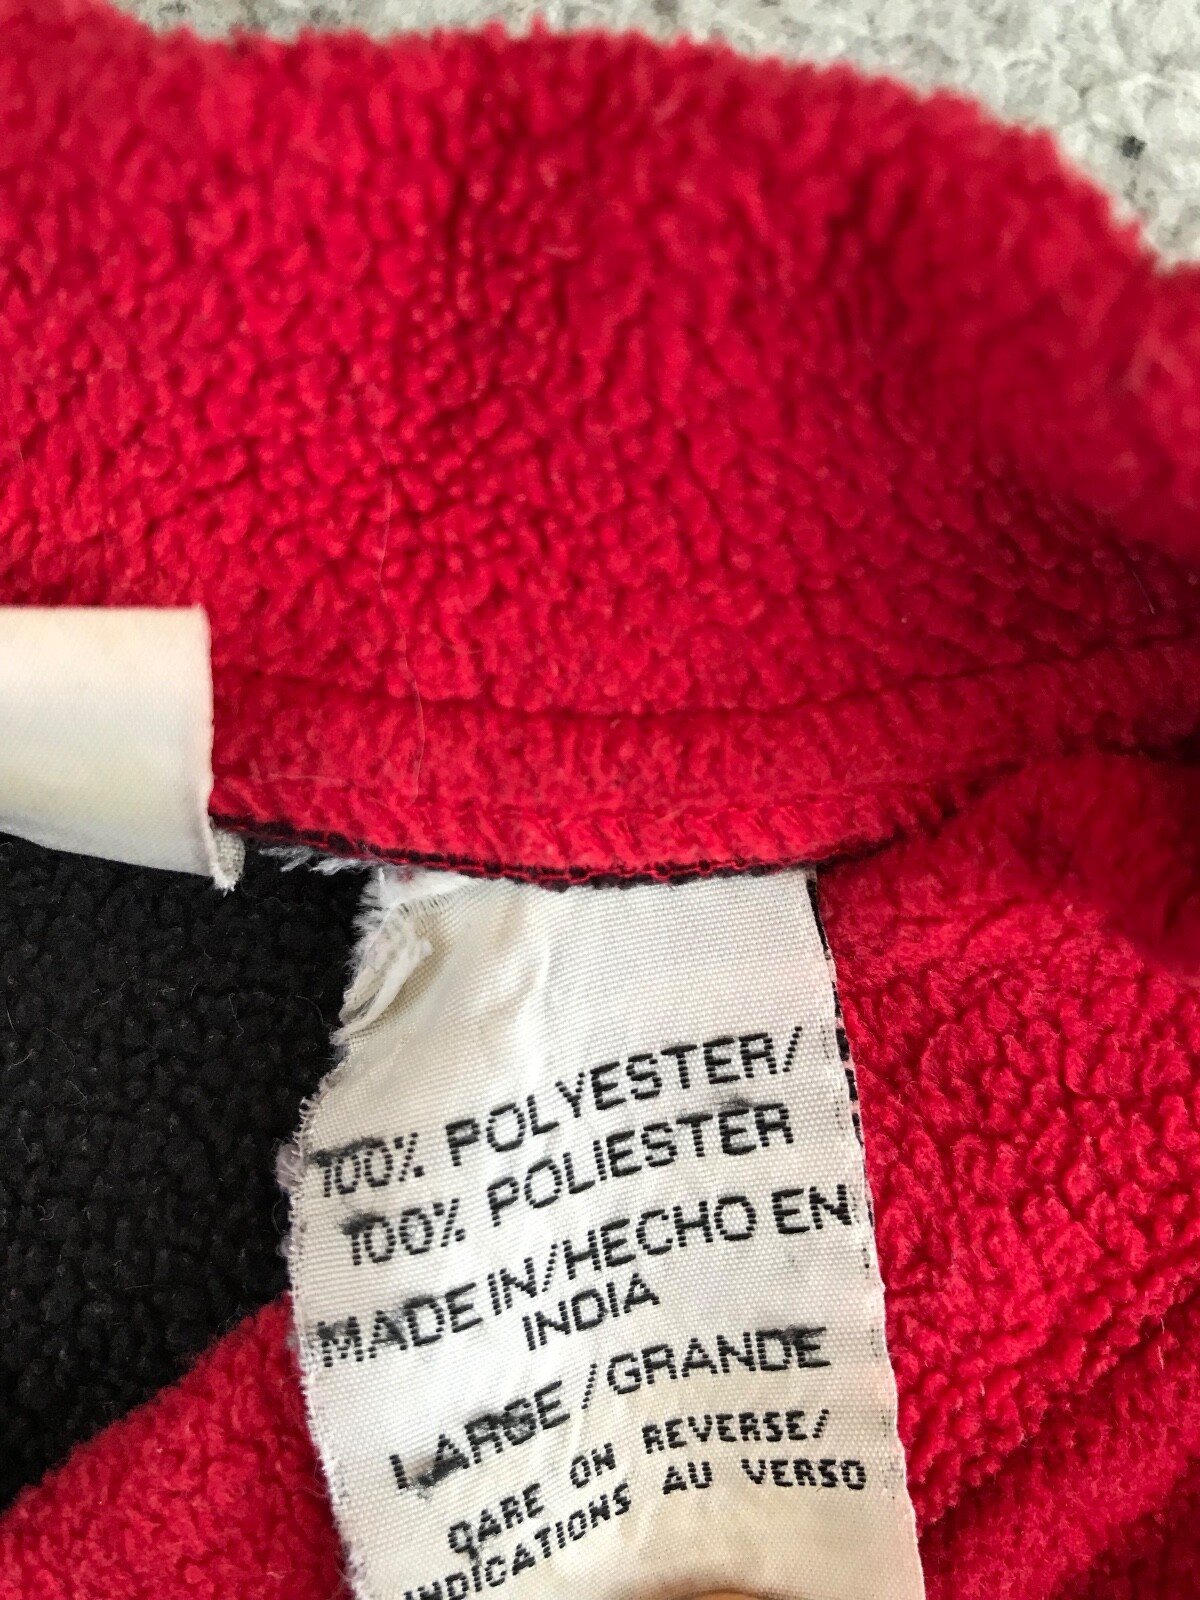 100% POLYESTER/
100% POLIESTER
MADE IN/HECHO EN
INDIA
LARGE/GRANDE
CARE ON REVERSE/
INDICATIONS AU VERSO